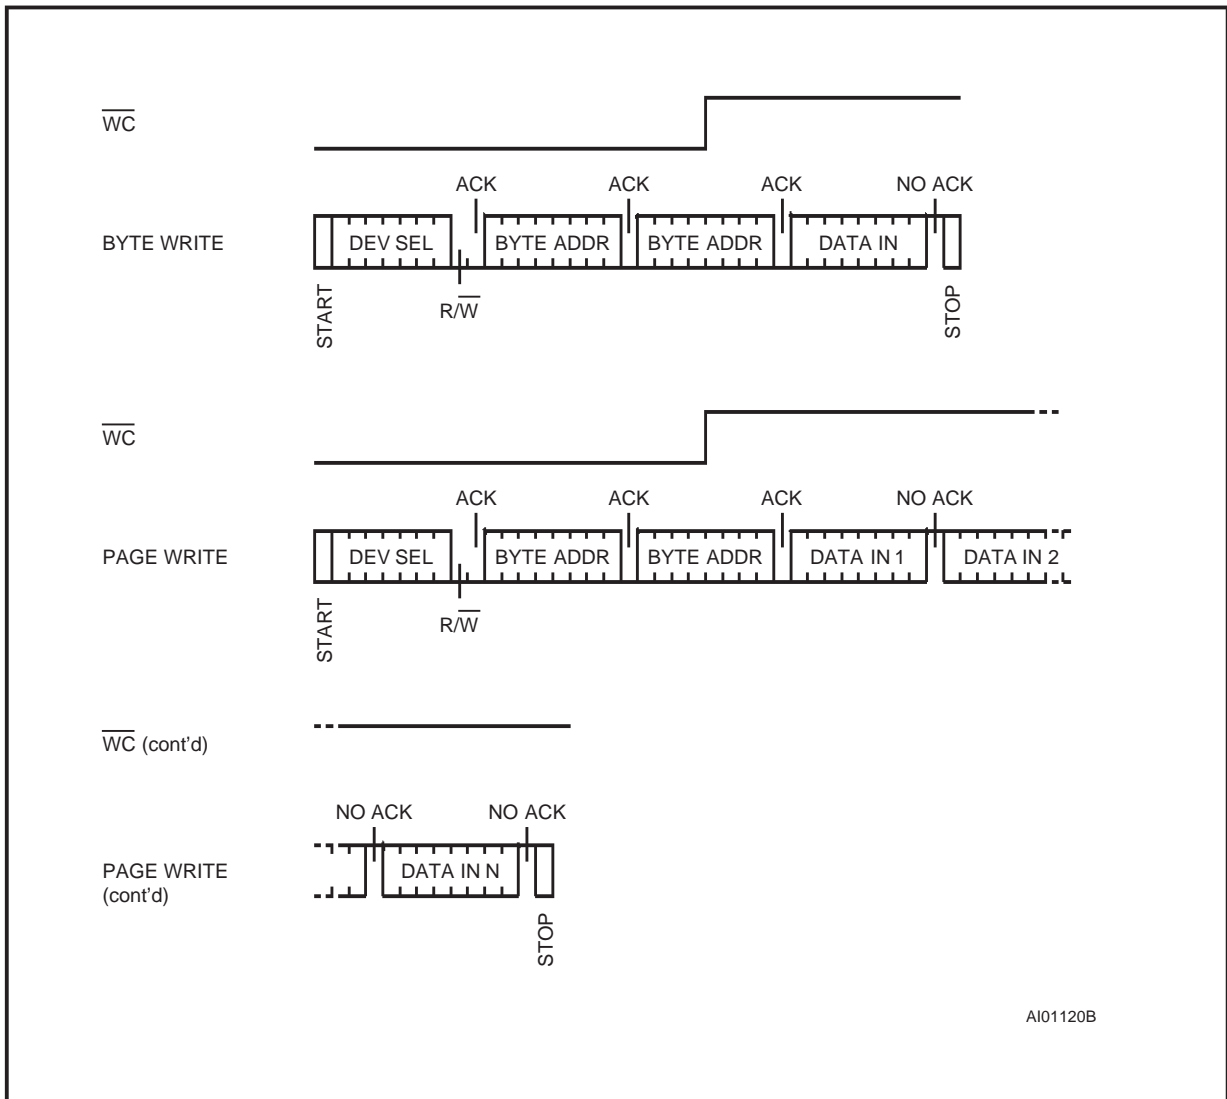 WC
ACK ACK ACK NO ACK
BYTE WRITE DEV SEL BYTE ADDR BYTE ADDR DATA IN
START R/W STOP
WC
ACK ACK ACK NO ACK
PAGE WRITE DEV SEL BYTE ADDR BYTE ADDR DATA IN 1 DATA IN 2
START R/W
WC (cont'd)
NO ACK NO ACK
PAGE WRITE DATA IN N
(cont'd)
STOP
AI01120B